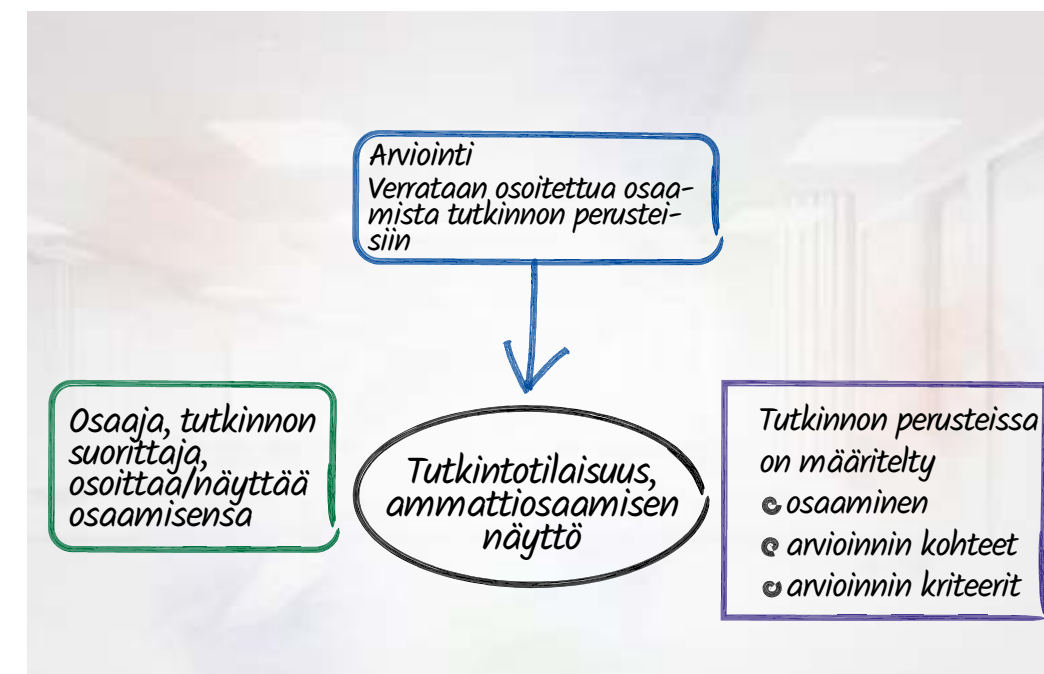 Arviointi
Verrataan osoitettua osaa-
mista tutkinnon perustei-
siin
Osaaja, tutkinnon
suorittaja,
osoittaa/näyttää
osaamisensa
Tutkintotilaisuus,
ammattiosaamisen
näyttö
Tutkinnon perusteissa
on määritelty
osaaminen
arvioinnin kohteet
arvioinnin kriteerit